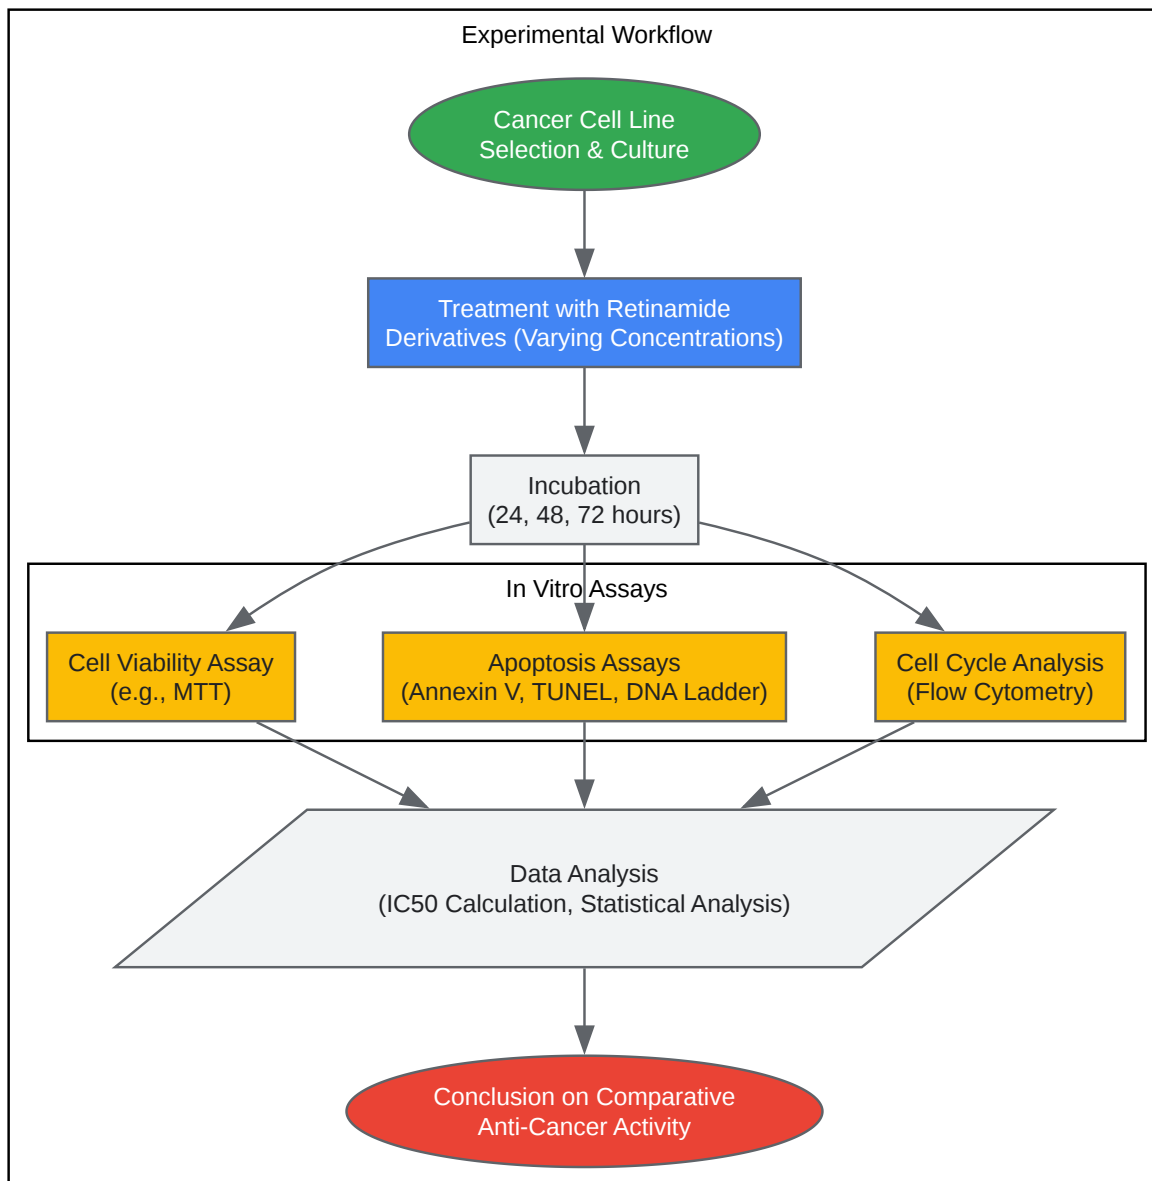 Experimental Workflow
Cancer Cell Line
Selection & Culture
Treatment with Retinamide
Derivatives (Varying Concentrations)
Incubation
(24, 48, 72 hours)
In Vitro Assays
Cell Viability Assay
(e.g., MTT)
Apoptosis Assays
(Annexin V, TUNEL, DNA Ladder)
Cell Cycle Analysis
(Flow Cytometry)
Data Analysis
(IC50 Calculation, Statistical Analysis)
Conclusion on Comparative
Anti-Cancer Activity